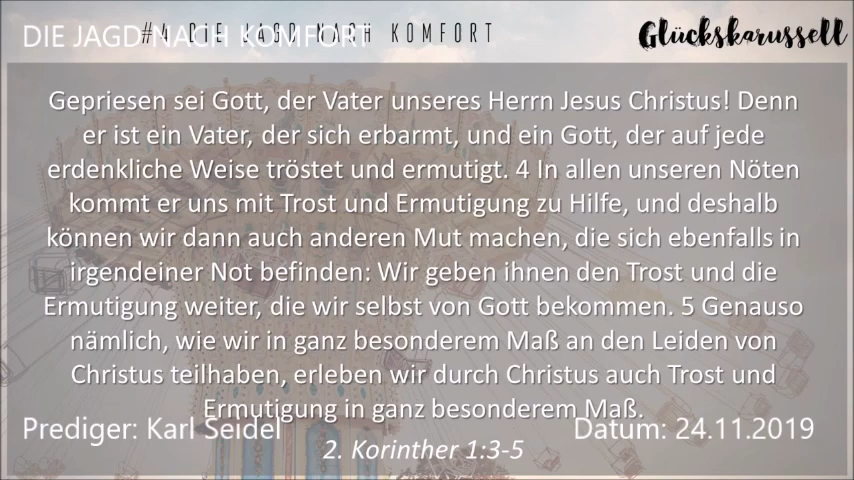 DIE JAGD NACH KOMFORT
#4 DIE JAGD NACH KOMFORT
Glückskarussell
Gepriesen sei Gott, der Vater unseres Herrn Jesus Christus! Denn
er ist ein Vater, der sich erbarmt, und ein Gott, der auf jede
erdenkliche Weise tröstet und ermutigt. 4 In allen unseren Nöten
kommt er uns mit Trost und Ermutigung zu Hilfe, und deshalb
können wir dann auch anderen Mut machen, die sich ebenfalls in
irgendeiner Not befinden: Wir geben ihnen den Trost und die
Ermutigung weiter, die wir selbst von Gott bekommen. 5 Genauso
nämlich, wie wir in ganz besonderem Maß an den Leiden von
Christus teilhaben, erleben wir durch Christus auch Trost und
Ermutigung in ganz besonderem Maß.
Prediger: Karl Seidel
Datum: 24.11.2019
2. Korinther 1:3-5